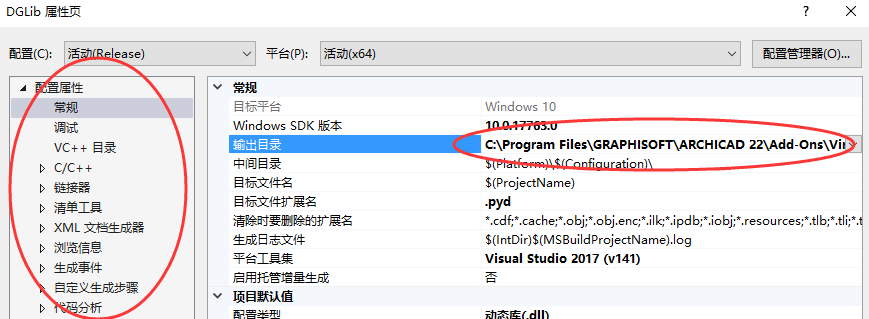 DGLib 属性页
配置(C): 活动(Release) 平台(P): 活动(x64) 配置管理器(O)...
配置属性
常规
调试
VC++ 目录
C/C++
链接器
清单工具
XML 文档生成器
浏览信息
生成事件
自定义生成步骤
代码分析
常规
目标平台 Windows 10
Windows SDK 版本 10.0.17763.0
输出目录 C:\Program Files\GRAPHISOFT\ARCHICAD 22\Add-Ons\Vir
中间目录 $(Platform)\$(Configuration)\
目标文件名 $(ProjectName)
目标文件扩展名 .pyd
清除时要删除的扩展名 *.cdf;*.cache;*.obj;*.obj.enc;*.ilk;*.ipdb;*.iobj;*.resources;*.tlb;*.tli;*.t
生成日志文件 $(IntDir)$(MSBuildProjectName).log
平台工具集 Visual Studio 2017 (v141)
启用托管增量生成 否
项目默认值
配置类型 动态库(.dll)